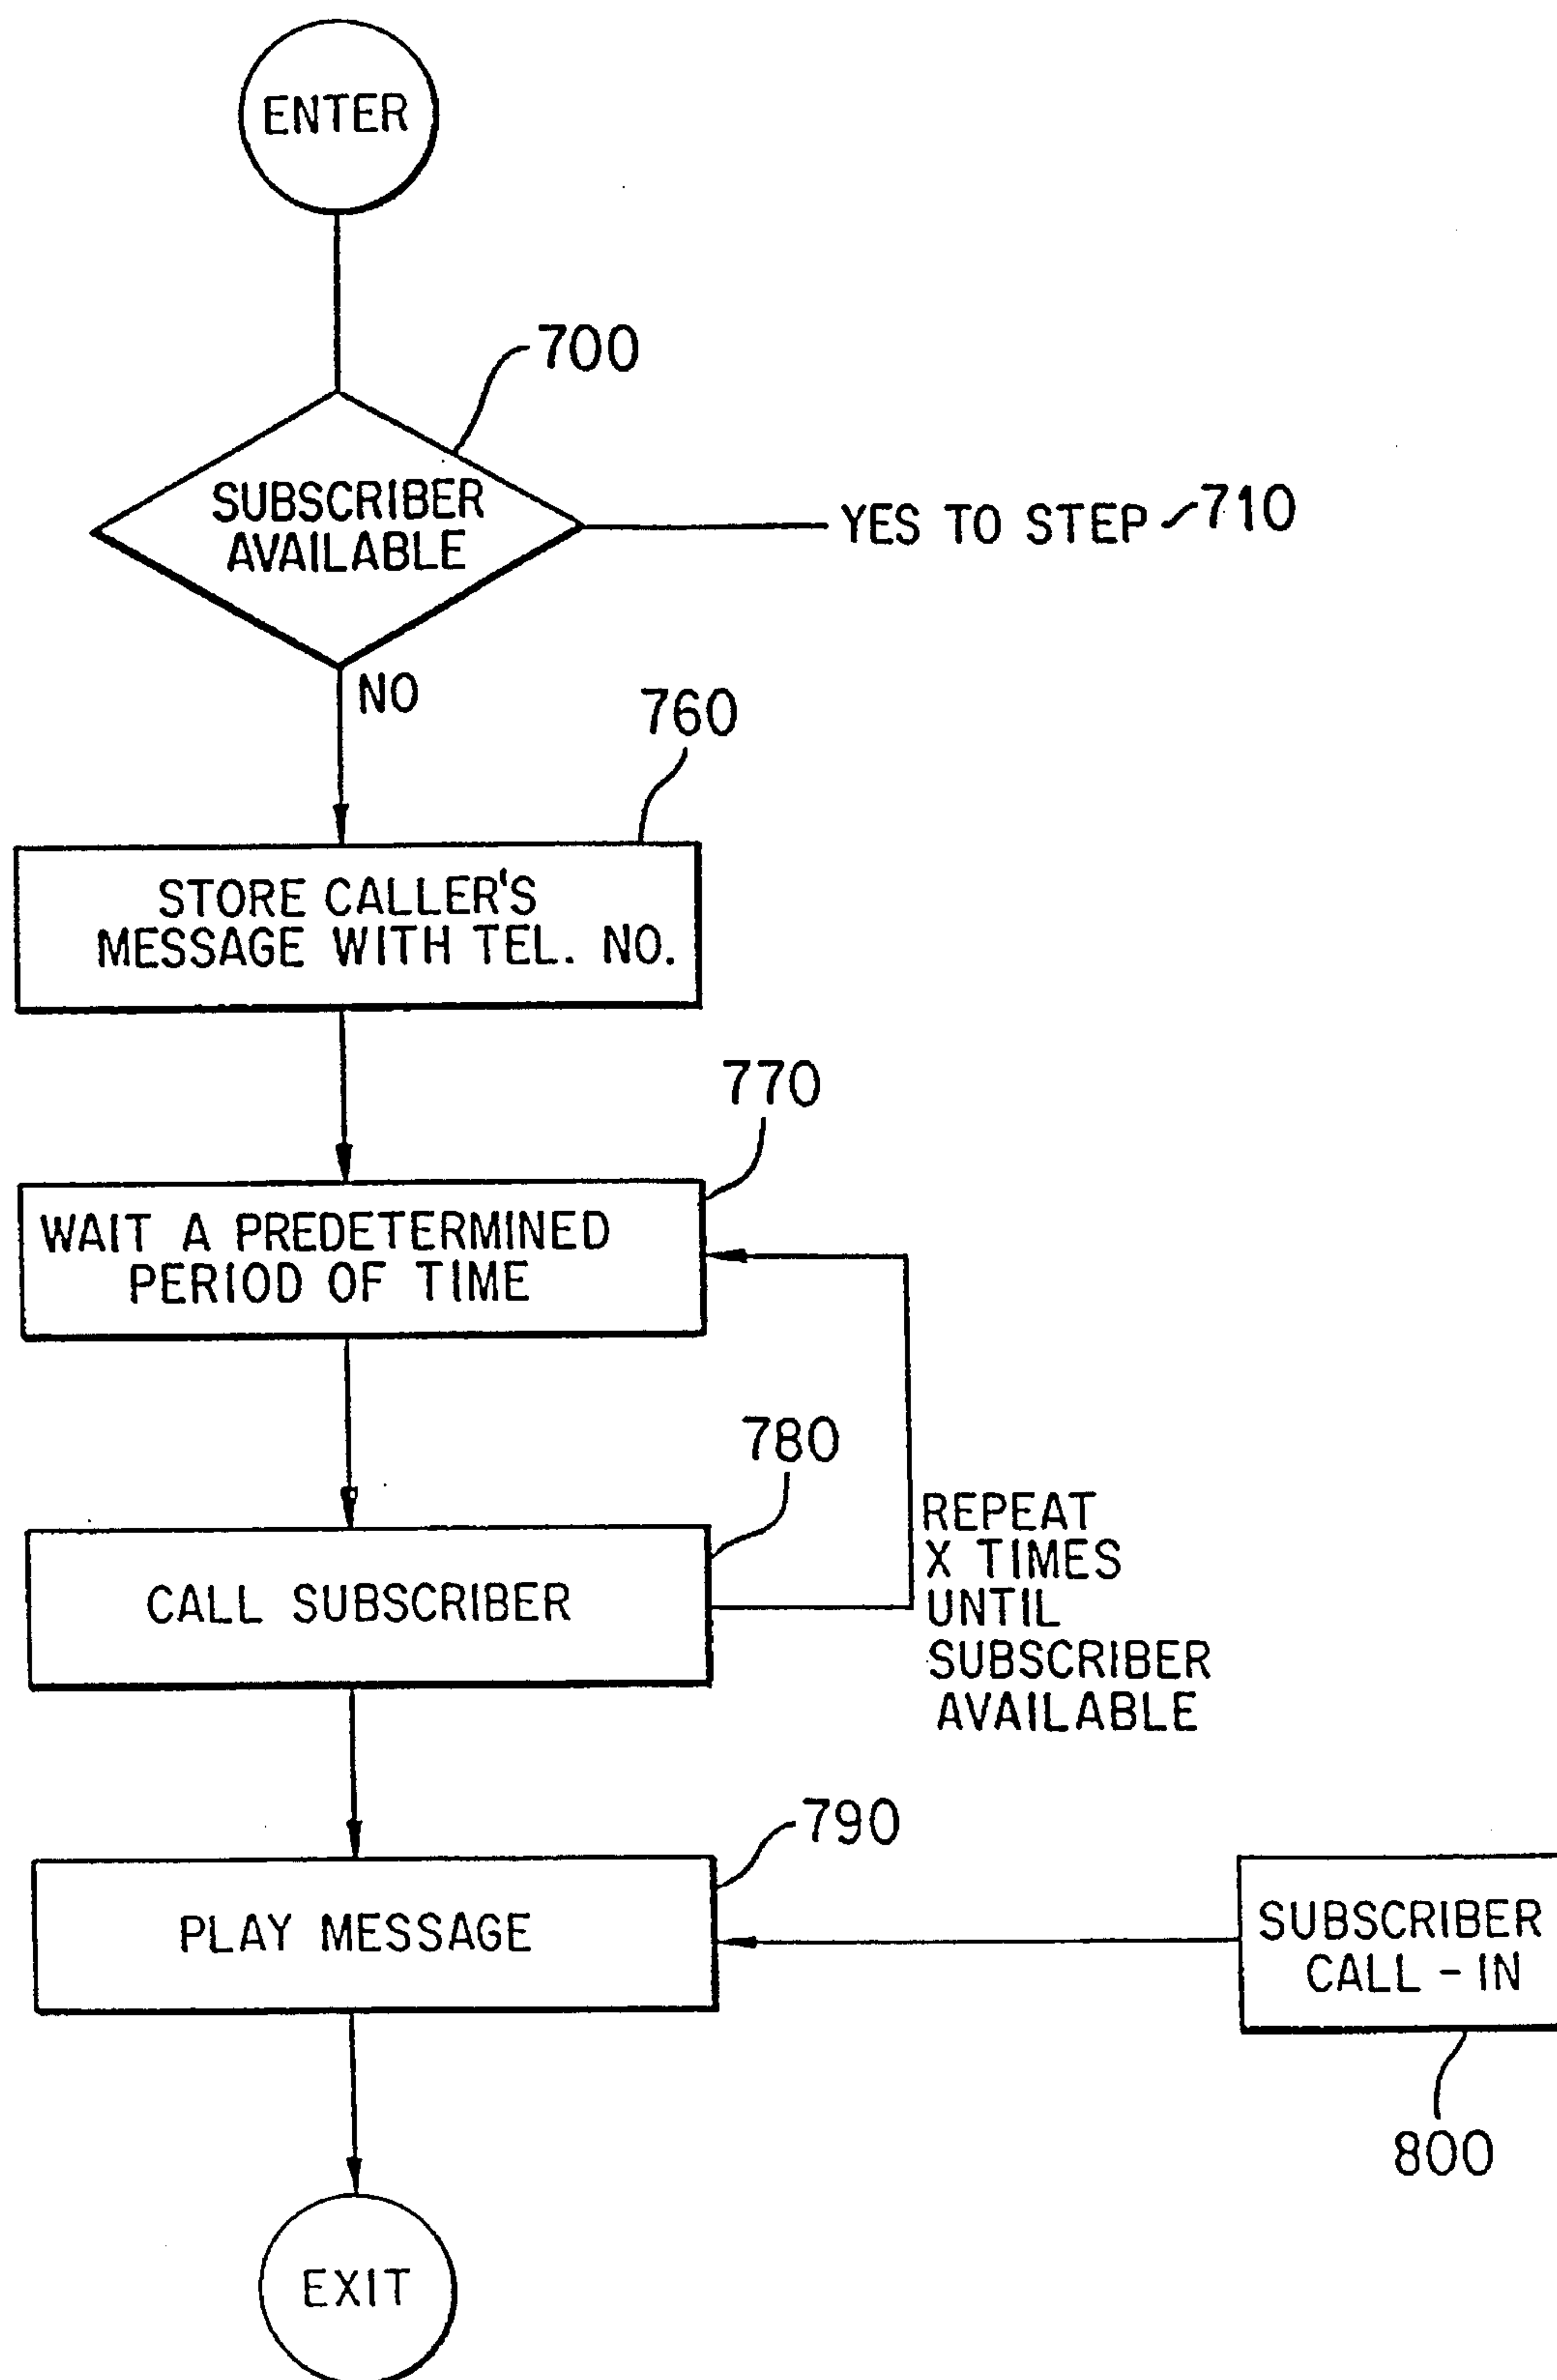 ENTER
700
SUBSCRIBER
AVAILABLE
YES TO STEP 710
NO
760
STORE CALLER'S
MESSAGE WITH TEL. NO.
770
WAIT A PREDETERMINED
PERIOD OF TIME
780
CALL SUBSCRIBER
REPEAT
X TIMES
UNTIL
SUBSCRIBER
AVAILABLE
790
PLAY MESSAGE
SUBSCRIBER
CALL-IN
800
EXIT